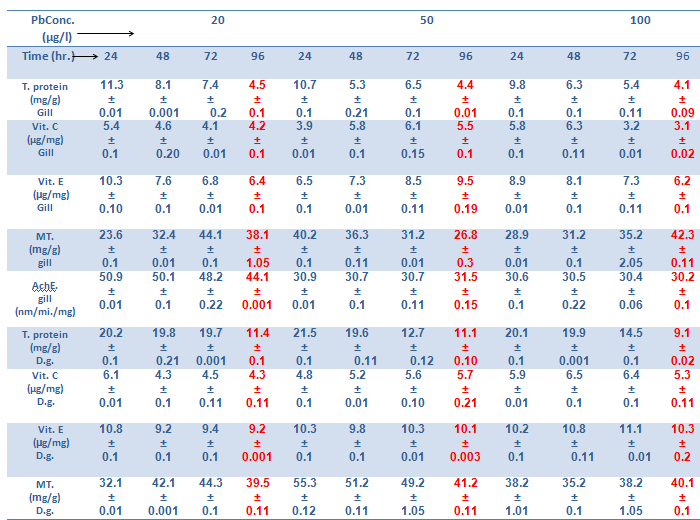 PbConc. 20 50 100
(µg/l)
Time (hr.) 24 48 72 96 24 48 72 96 24 48 72 96
T. protein 11.3 8.1 7.4 4.5 10.7 5.3 6.5 4.4 9.8 6.3 5.4 4.1
(mg/g) ± ± ± ± ± ± ± ± ± ± ± ±
Gill 0.01 0.001 0.2 0.1 0.1 0.21 0.1 0.01 0.1 0.1 0.11 0.09
Vit. C 5.4 4.6 4.1 4.2 3.9 5.8 6.1 5.5 5.8 6.3 3.2 3.1
(µg/mg) ± ± ± ± ± ± ± ± ± ± ± ±
Gill 0.1 0.20 0.01 0.1 0.01 0.1 0.15 0.1 0.1 0.11 0.01 0.02
Vit. E 10.3 7.6 6.8 6.4 6.5 7.3 8.5 9.5 8.9 8.1 7.3 6.2
(µg/mg) ± ± ± ± ± ± ± ± ± ± ± ±
Gill 0.10 0.1 0.01 0.1 0.1 0.01 0.11 0.19 0.01 0.1 0.11 0.1
MT. 23.6 32.4 44.1 38.1 40.2 36.3 31.2 26.8 28.9 31.2 35.2 42.3
(mg/g) ± ± ± ± ± ± ± ± ± ± ± ±
gill 0.1 0.01 0.1 1.05 0.1 0.11 0.01 0.3 0.01 0.1 2.05 0.11
AchE. 50.9 50.1 48.2 44.1 30.9 30.7 30.7 31.5 30.6 30.5 30.4 30.2
gill ± ± ± ± ± ± ± ± ± ± ± ±
(nm/mi./mg) 0.01 0.1 0.22 0.001 0.01 0.1 0.11 0.15 0.1 0.22 0.06 0.1
T. protein 20.2 19.8 19.7 11.4 21.5 19.6 12.7 11.1 20.1 19.9 14.5 9.1
(mg/g) ± ± ± ± ± ± ± ± ± ± ± ±
D.g. 0.1 0.21 0.001 0.1 0.1 0.11 0.12 0.10 0.1 0.001 0.1 0.02
Vit. C 6.1 4.3 4.5 4.3 4.8 5.2 5.6 5.7 5.9 6.5 6.4 5.3
(µg/mg) ± ± ± ± ± ± ± ± ± ± ± ±
D.g. 0.01 0.1 0.11 0.11 0.1 0.01 0.10 0.21 0.01 0.1 0.1 0.11
Vit. E 10.8 9.2 9.4 9.2 10.3 9.8 10.3 10.1 10.2 10.8 11.1 10.3
(µg/mg) ± ± ± ± ± ± ± ± ± ± ± ±
D.g. 0.1 0.1 0.1 0.001 0.1 0.1 0.01 0.003 0.1 0.11 0.01 0.2
MT. 32.1 42.1 44.3 39.5 55.3 51.2 49.2 41.2 38.2 35.2 38.2 40.1
(mg/g) ± ± ± ± ± ± ± ± ± ± ± ±
D.g. 0.01 0.001 0.1 0.11 0.12 0.11 1.05 0.11 1.01 0.1 1.05 0.1